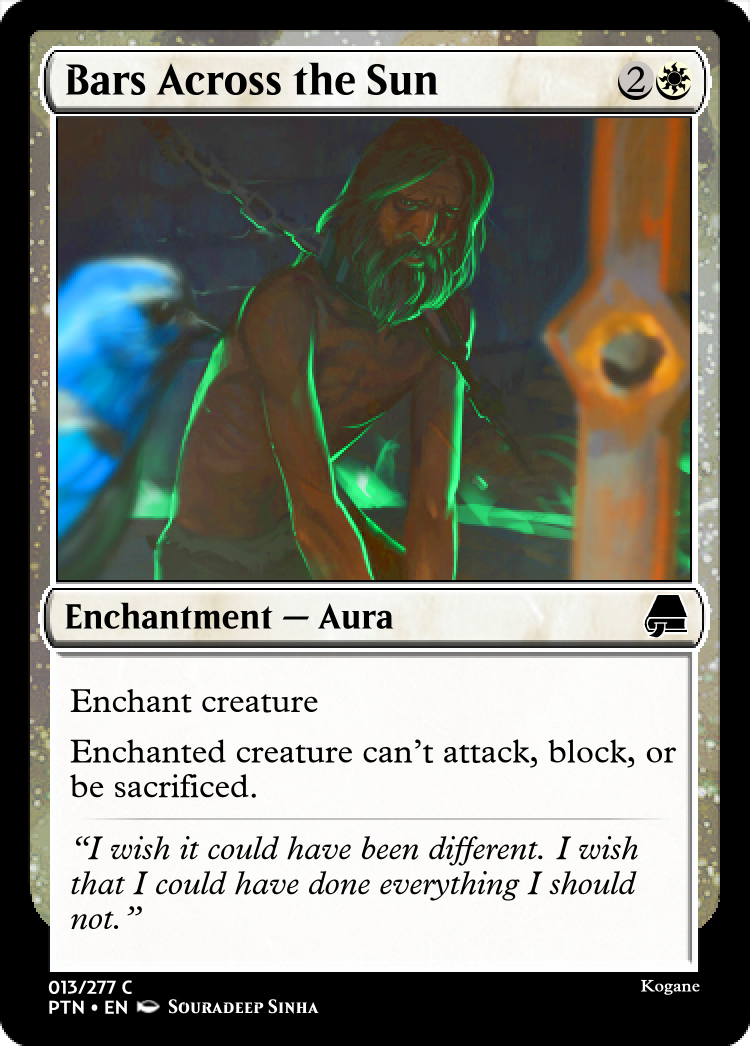 Bars Across the Sun 2
Enchantment — Aura
Enchant creature
Enchanted creature can't attack, block, or
be sacrificed.
“I wish it could have been different. I wish
that I could have done everything I should
not.”
013/277 C Kogane
PTN • EN Souradeep Sinha